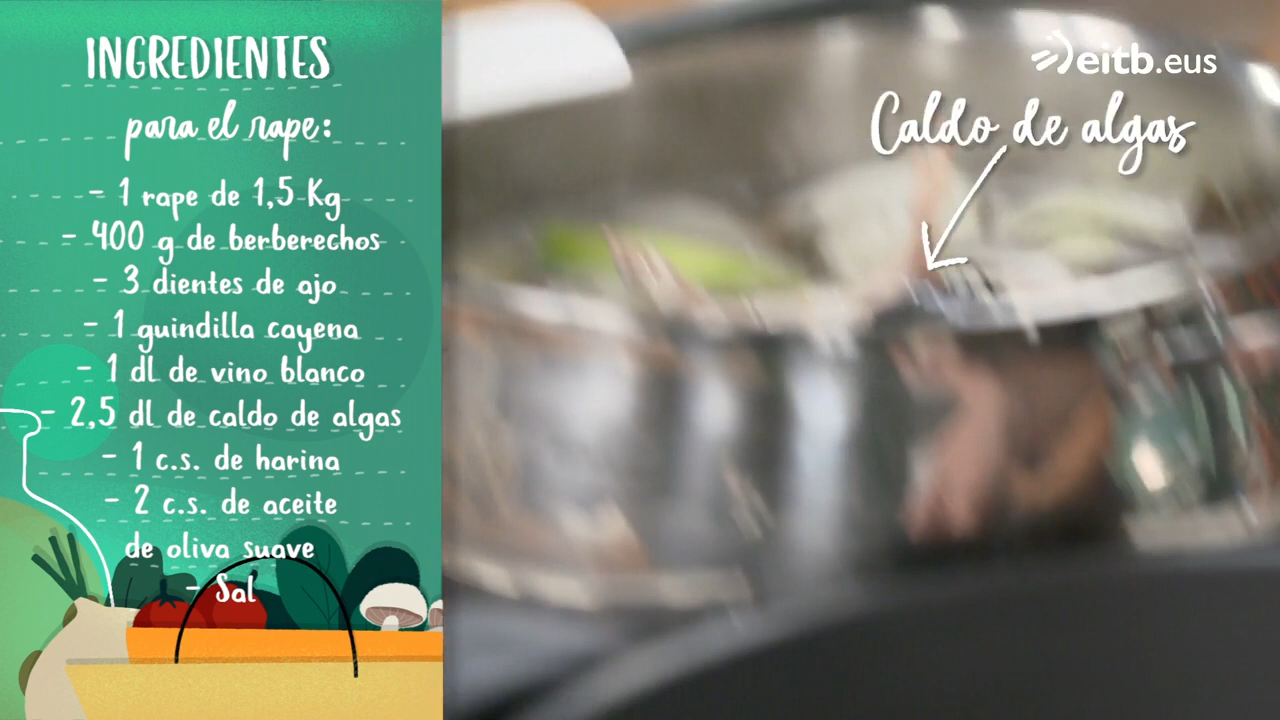 INGREDIENTES
para el rape:
- 1 rape de 1,5 Kg
- 400 g de berberechos
- 3 dientes de ajo
- 1 guindilla cayena
- 1 dl de vino blanco
- 2,5 dl de caldo de algas
- 1 c.s. de harina
- 2 c.s. de aceite
de oliva suave
- Sal
eitb.eus
Caldo de algas